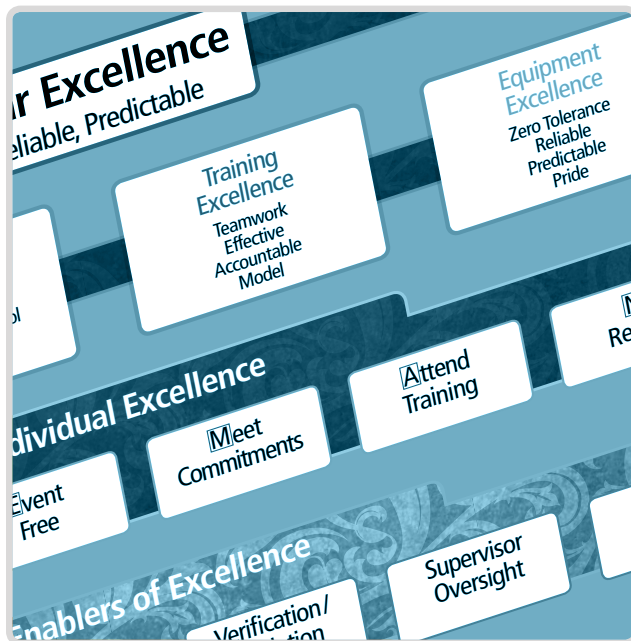 r Excellence
eliable, Predictable
Training
Excellence
Teamwork
Effective
Accountable
Model
Equipment
Excellence
Zero Tolerance
Reliable
Predictable
Pride
ol
dividual Excellence
Event
Free
Meet
Commitments
Attend
Training
Re
Enablers of Excellence
Verification/
Supervisor
Oversight